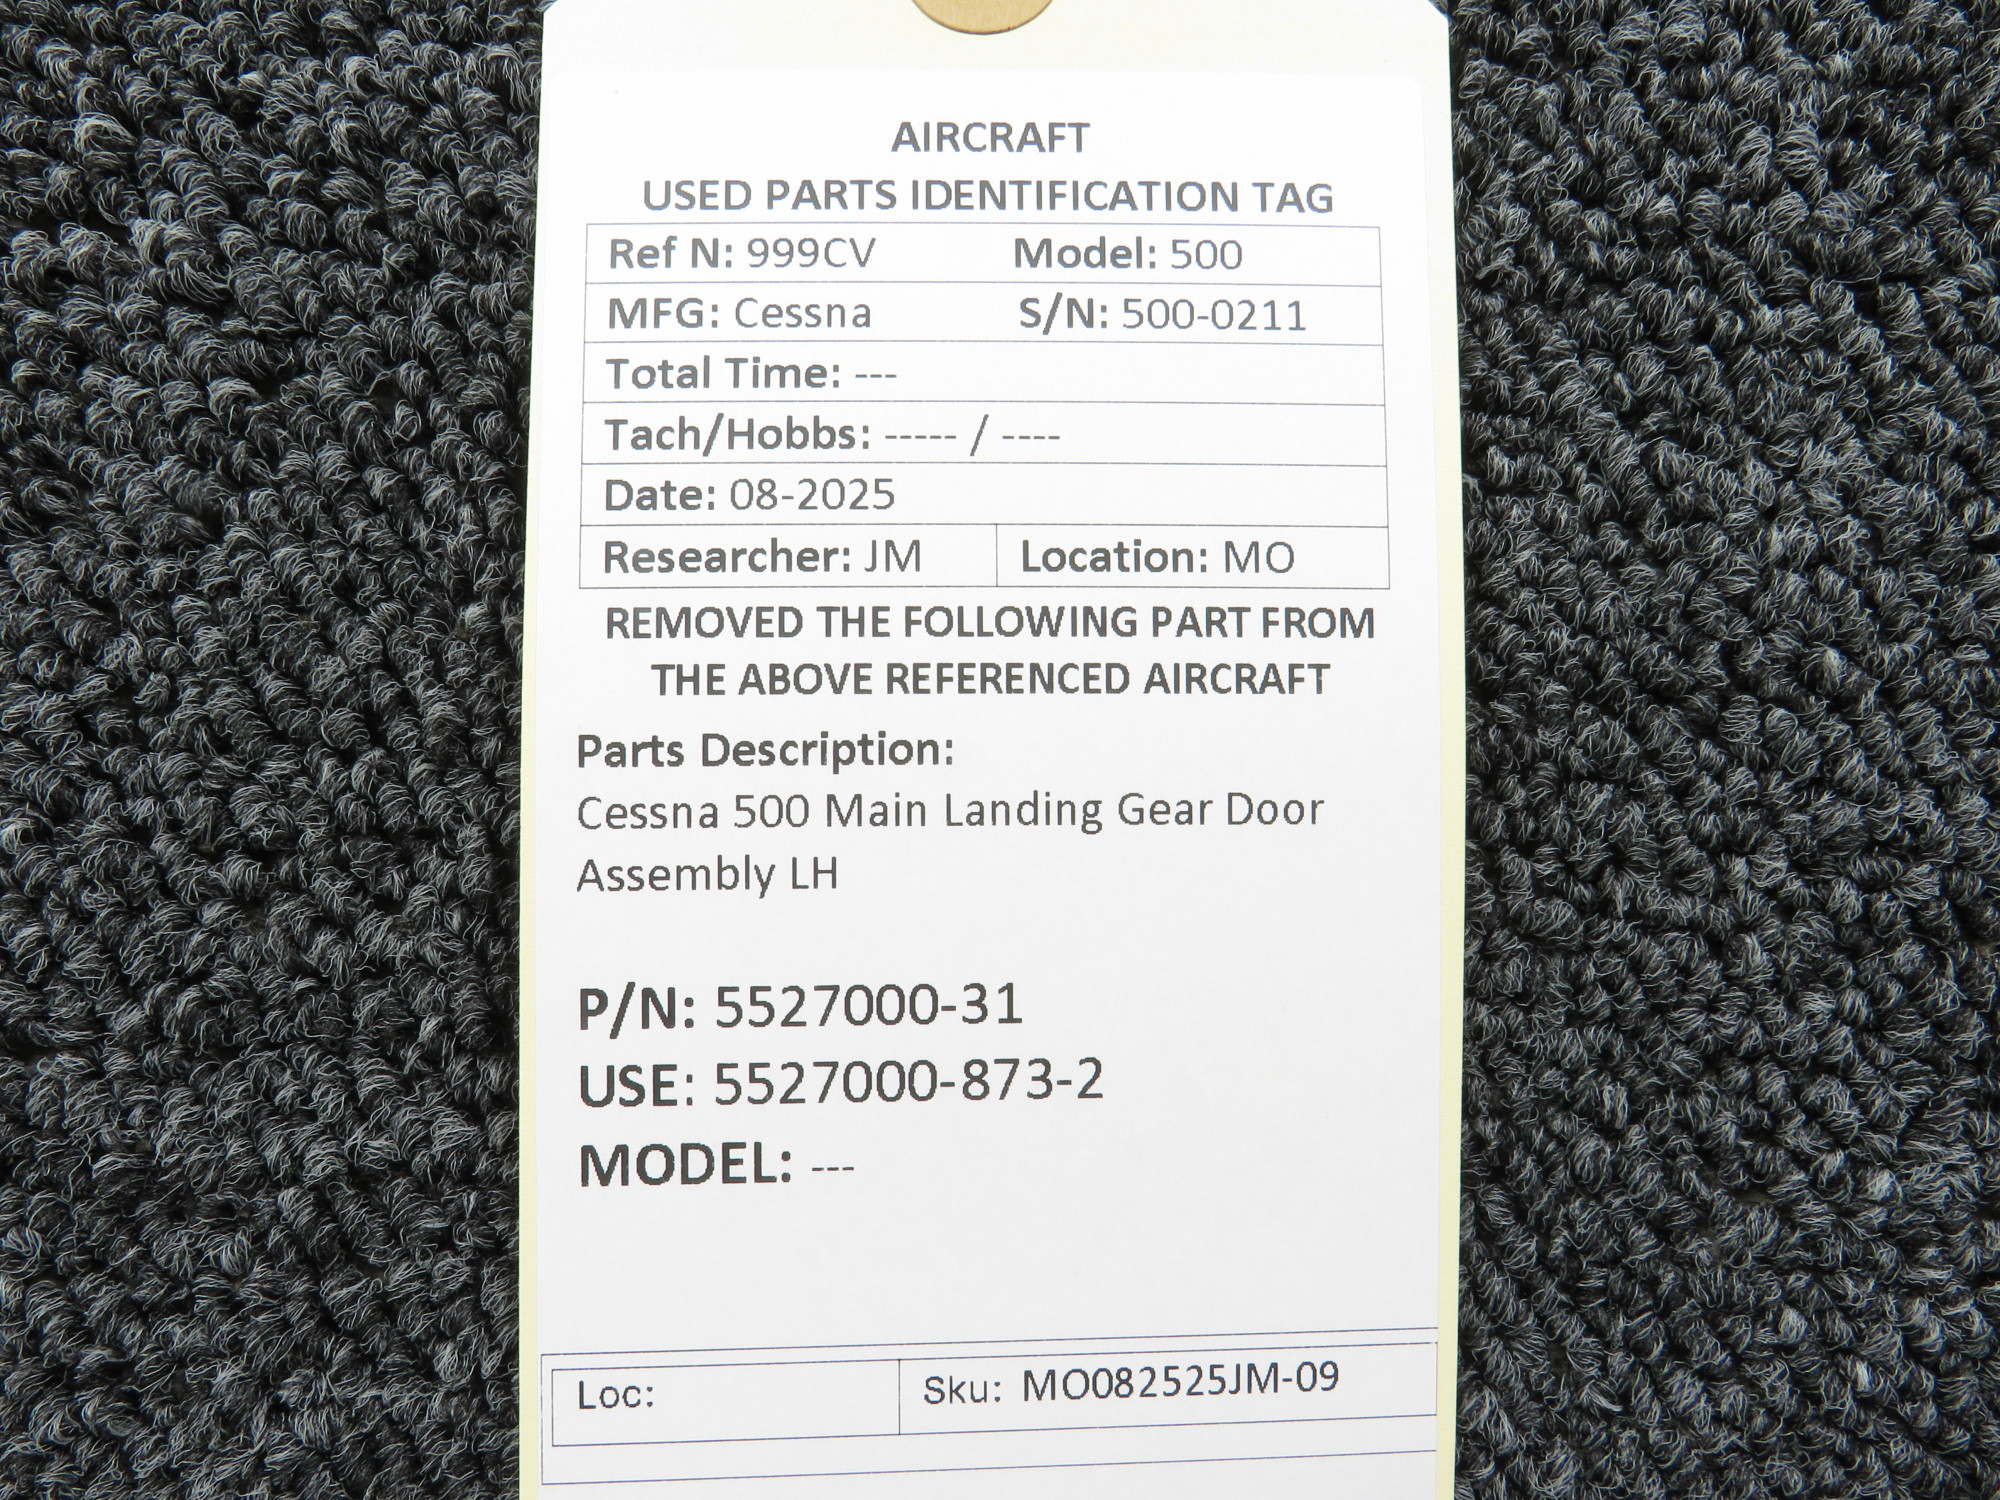 AIRCRAFT
USED PARTS IDENTIFICATION TAG
Ref N: 999CV Model: 500
MFG: Cessna S/N: 500-0211
Total Time: ---
Tach/Hobbs: ----- / ----
Date: 08-2025
Researcher: JM Location: MO
REMOVED THE FOLLOWING PART FROM
THE ABOVE REFERENCED AIRCRAFT
Parts Description:
Cessna 500 Main Landing Gear Door
Assembly LH
P/N: 5527000-31
USE: 5527000-873-2
MODEL: ---
Loc: Sku: MO082525JM-09